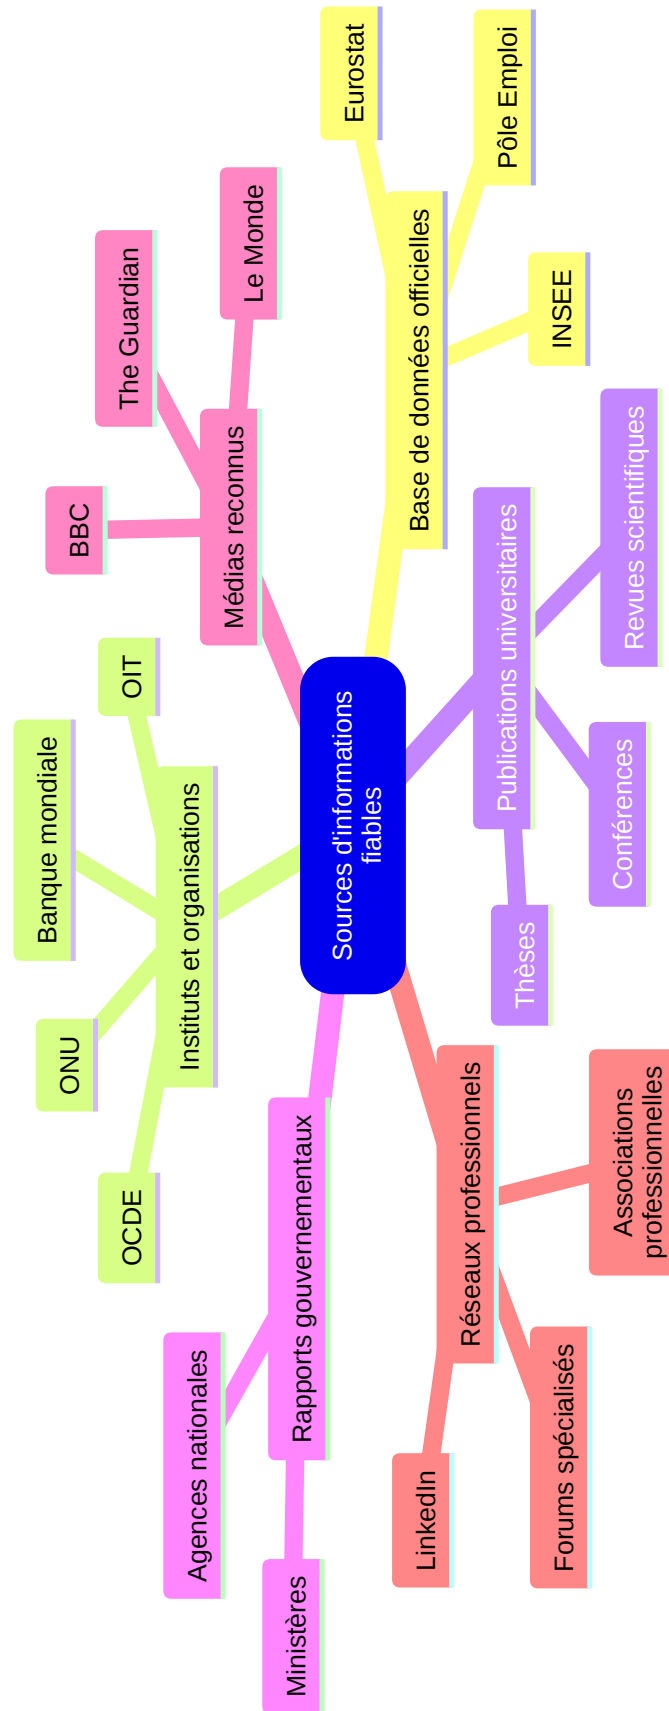 Sources d'informations
fiables
Base de données officielles
INSEE
Pôle Emploi
Eurostat
Publications universitaires
Revues scientifiques
Conférences
Thèses
Réseaux professionnels
Associations
professionnelles
Forums spécialisés
LinkedIn
Rapports gouvernementaux
Ministères
Agences nationales
Instituts et organisations
OCDE
ONU
Banque mondiale
OIT
Médias reconnus
BBC
The Guardian
Le Monde